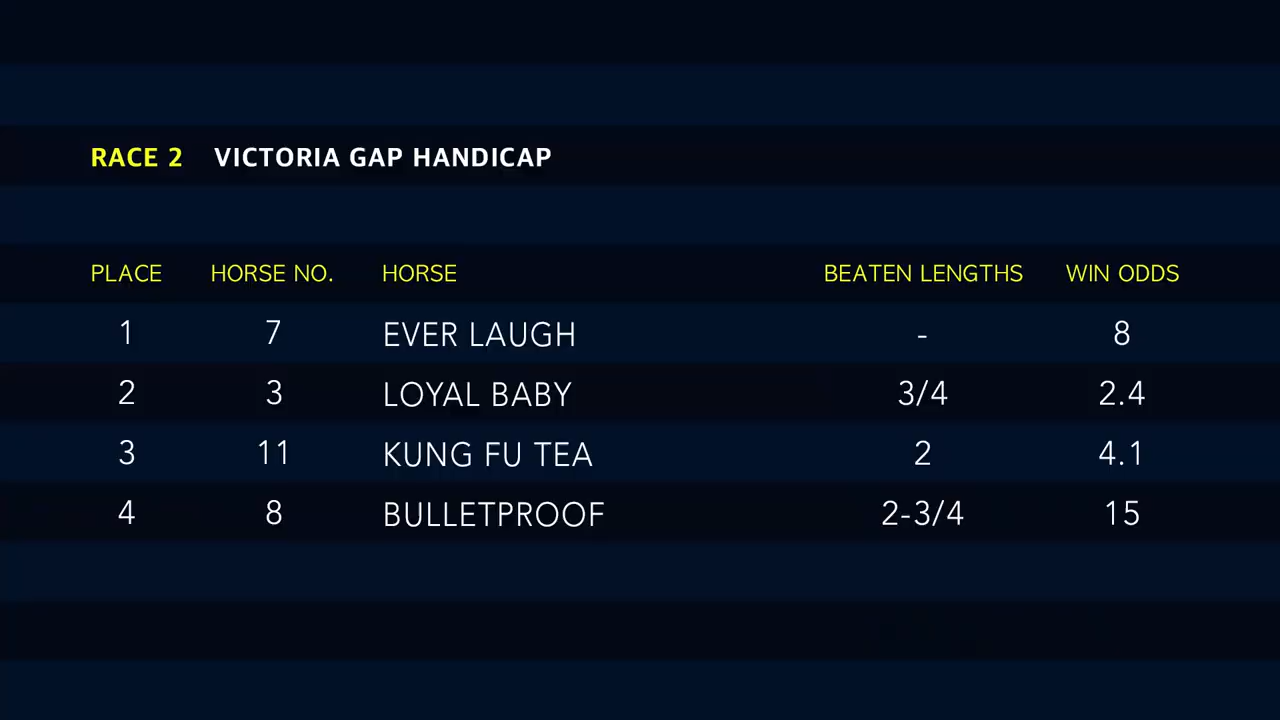 RACE 2 VICTORIA GAP HANDICAP
PLACE HORSE NO. HORSE BEATEN LENGTHS WIN ODDS
1 7 EVER LAUGH - 8
2 3 LOYAL BABY 3/4 2.4
3 11 KUNG FU TEA 2 4.1
4 8 BULLETPROOF 2-3/4 15